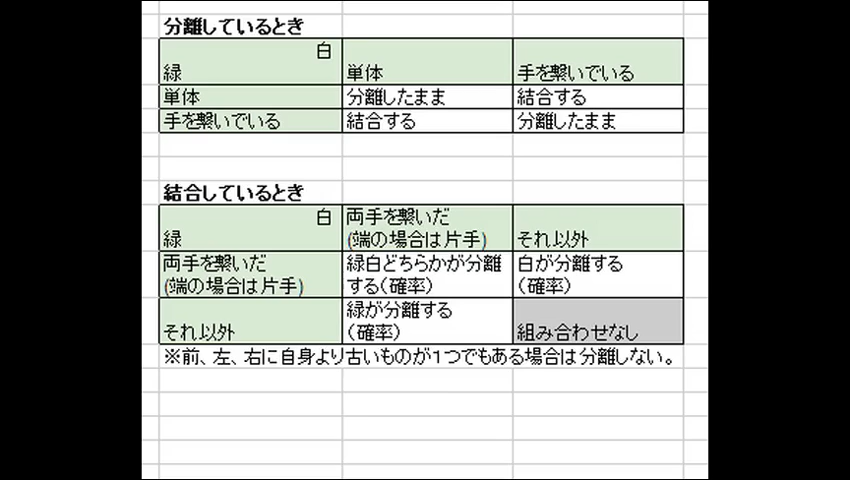 分離しているとき
白
緑 単体 手を繋いでいる
単体 分離したまま 結合する
手を繋いでいる 結合する 分離したまま
結合しているとき
白 両手を繋いだ
緑 (端の場合は片手) それ以外
両手を繋いだ 緑白どちらかが分離 白が分離する
(端の場合は片手) する(確率) (確率)
緑が分離する
それ以外 (確率) 組み合わせなし
※前、左、右に自身より古いものが1つでもある場合は分離しない。